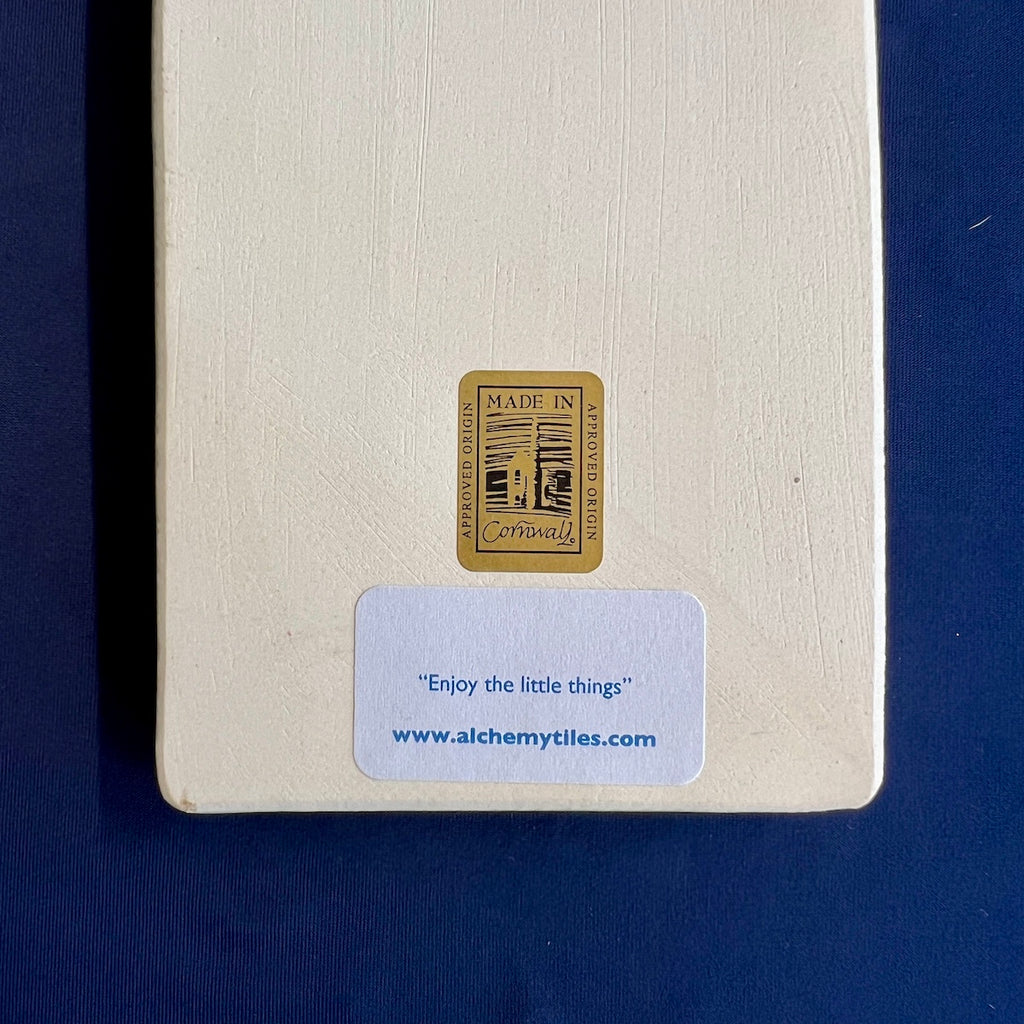 MADE IN
APPROVED ORIGIN
APPROVED ORIGIN
Cornwall
“Enjoy the little things”
www.alchemytiles.com